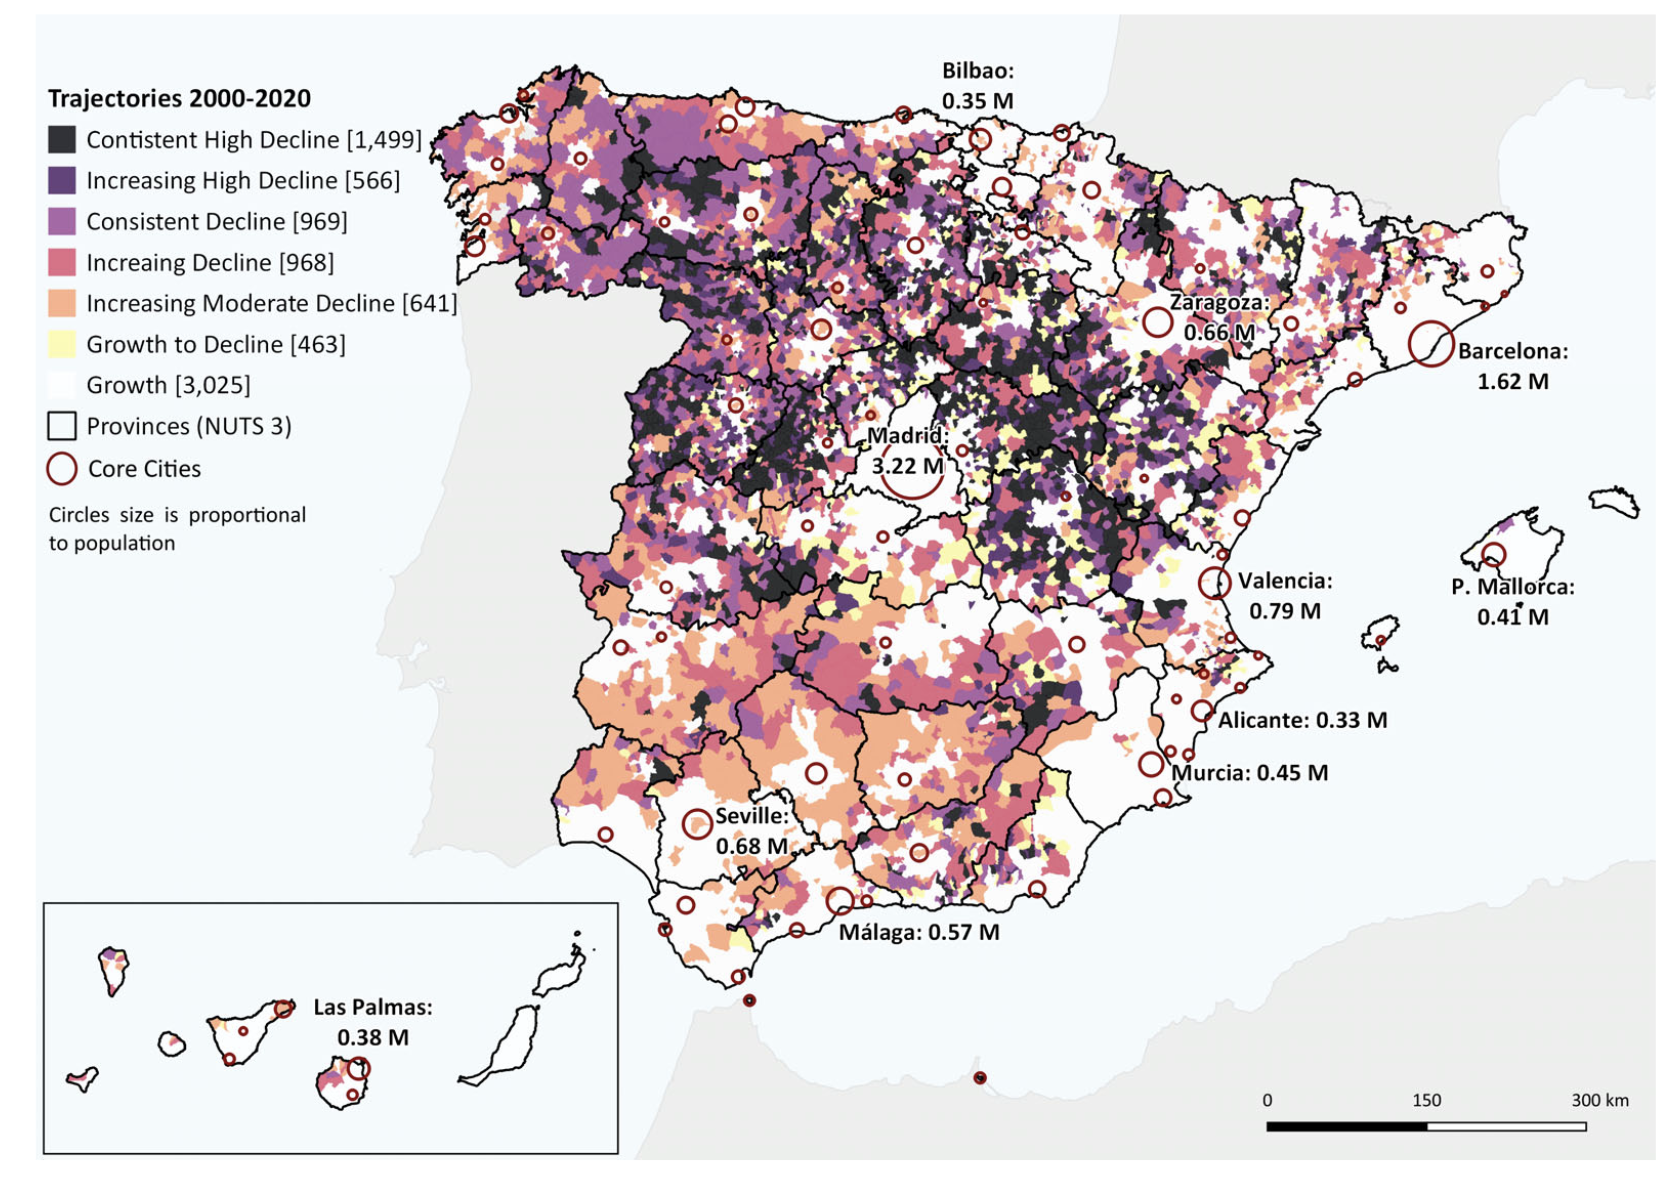 Trajectories 2000-2020
Contistent High Decline [1,499]
Increasing High Decline [566]
Consistent Decline [969]
Increaing Decline [968]
Increasing Moderate Decline [641]
Growth to Decline [463]
Growth [3,025]
Provinces (NUTS 3)
Core Cities
Circles size is proportional
to population
Bilbao:
0.35 M
Zaragoza:
0.66 M
Barcelona:
1.62 M
Madrid:
3.22 M
Valencia:
0.79 M
P. Mallorca:
0.41 M
Alicante: 0.33 M
Murcia: 0.45 M
Seville:
0.68 M
Málaga: 0.57 M
Las Palmas:
0.38 M
0 150 300 km